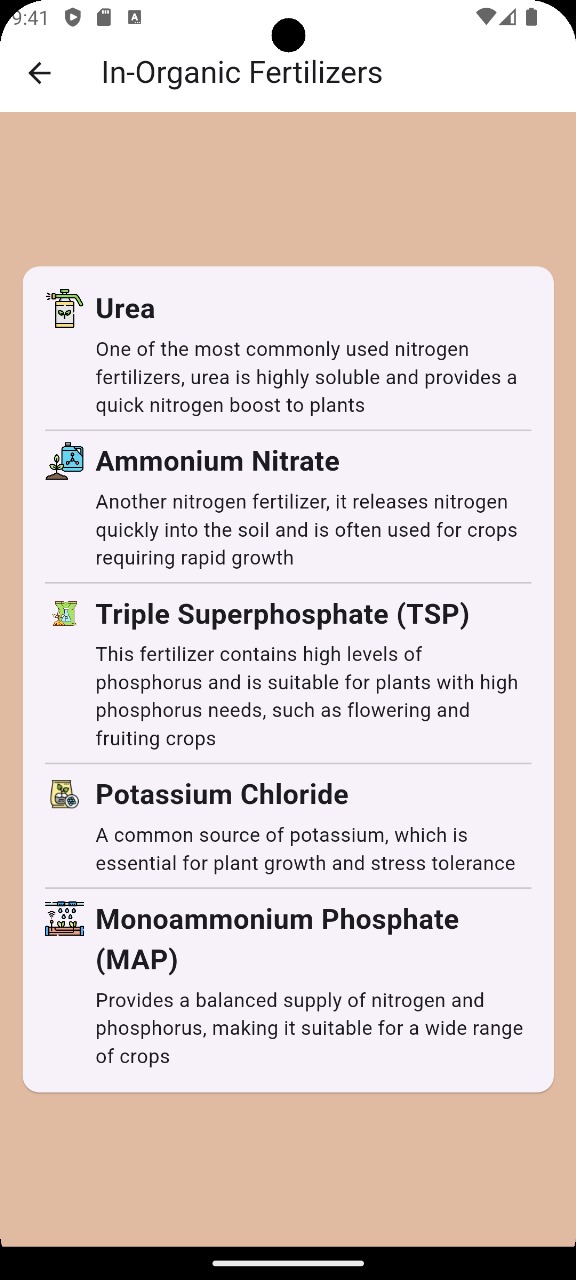 9:41
In-Organic Fertilizers
Urea
One of the most commonly used nitrogen
fertilizers, urea is highly soluble and provides a
quick nitrogen boost to plants
Ammonium Nitrate
Another nitrogen fertilizer, it releases nitrogen
quickly into the soil and is often used for crops
requiring rapid growth
Triple Superphosphate (TSP)
This fertilizer contains high levels of
phosphorus and is suitable for plants with high
phosphorus needs, such as flowering and
fruiting crops
Potassium Chloride
A common source of potassium, which is
essential for plant growth and stress tolerance
Monoammonium Phosphate
(MAP)
Provides a balanced supply of nitrogen and
phosphorus, making it suitable for a wide range
of crops